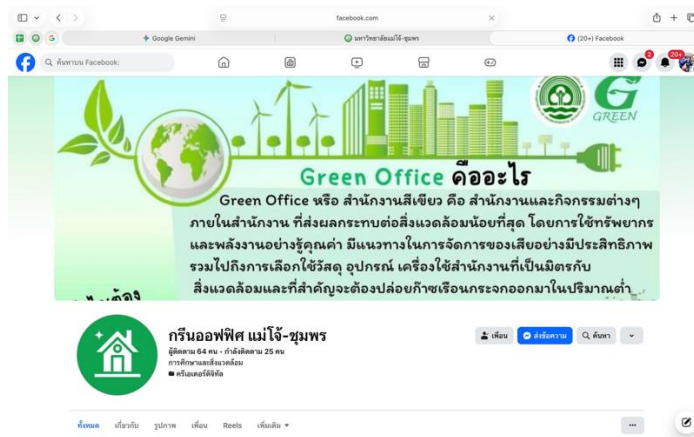 facebook.com
Google Gemini
มหาวิทยาลัยแม่โจ้-ชุมพร
(20+) Facebook
ค้นหาบน Facebook:
2
20+
GREEN
Green Office คืออะไร
Green Office หรือ สำนักงานสีเขียว คือ สำนักงานและกิจกรรมต่างๆ
ภายในสำนักงาน ที่ส่งผลกระทบต่อสิ่งแวดล้อมน้อยที่สุด โดยการใช้ทรัพยากร
และพลังงานอย่างรู้คุณค่า มีแนวทางในการจัดการของเสียอย่างมีประสิทธิภาพ
รวมไปถึงการเลือกใช้วัสดุ อุปกรณ์ เครื่องใช้สำนักงานที่เป็นมิตรกับ
สิ่งแวดล้อมและที่สำคัญจะต้องปล่อยก๊าซเรือนกระจกออกมาในปริมาณต่ำ
กรีนออฟฟิศ แม่โจ้-ชุมพร
ผู้ติดตาม 64 คน · กำลังติดตาม 25 คน
การศึกษาและสิ่งแวดล้อม
ครีเอเตอร์ดิจิทัล
เพื่อน
ส่งข้อความ
ค้นหา
ทั้งหมด เกี่ยวกับ รูปภาพ เพื่อน Reels เพิ่มเติม